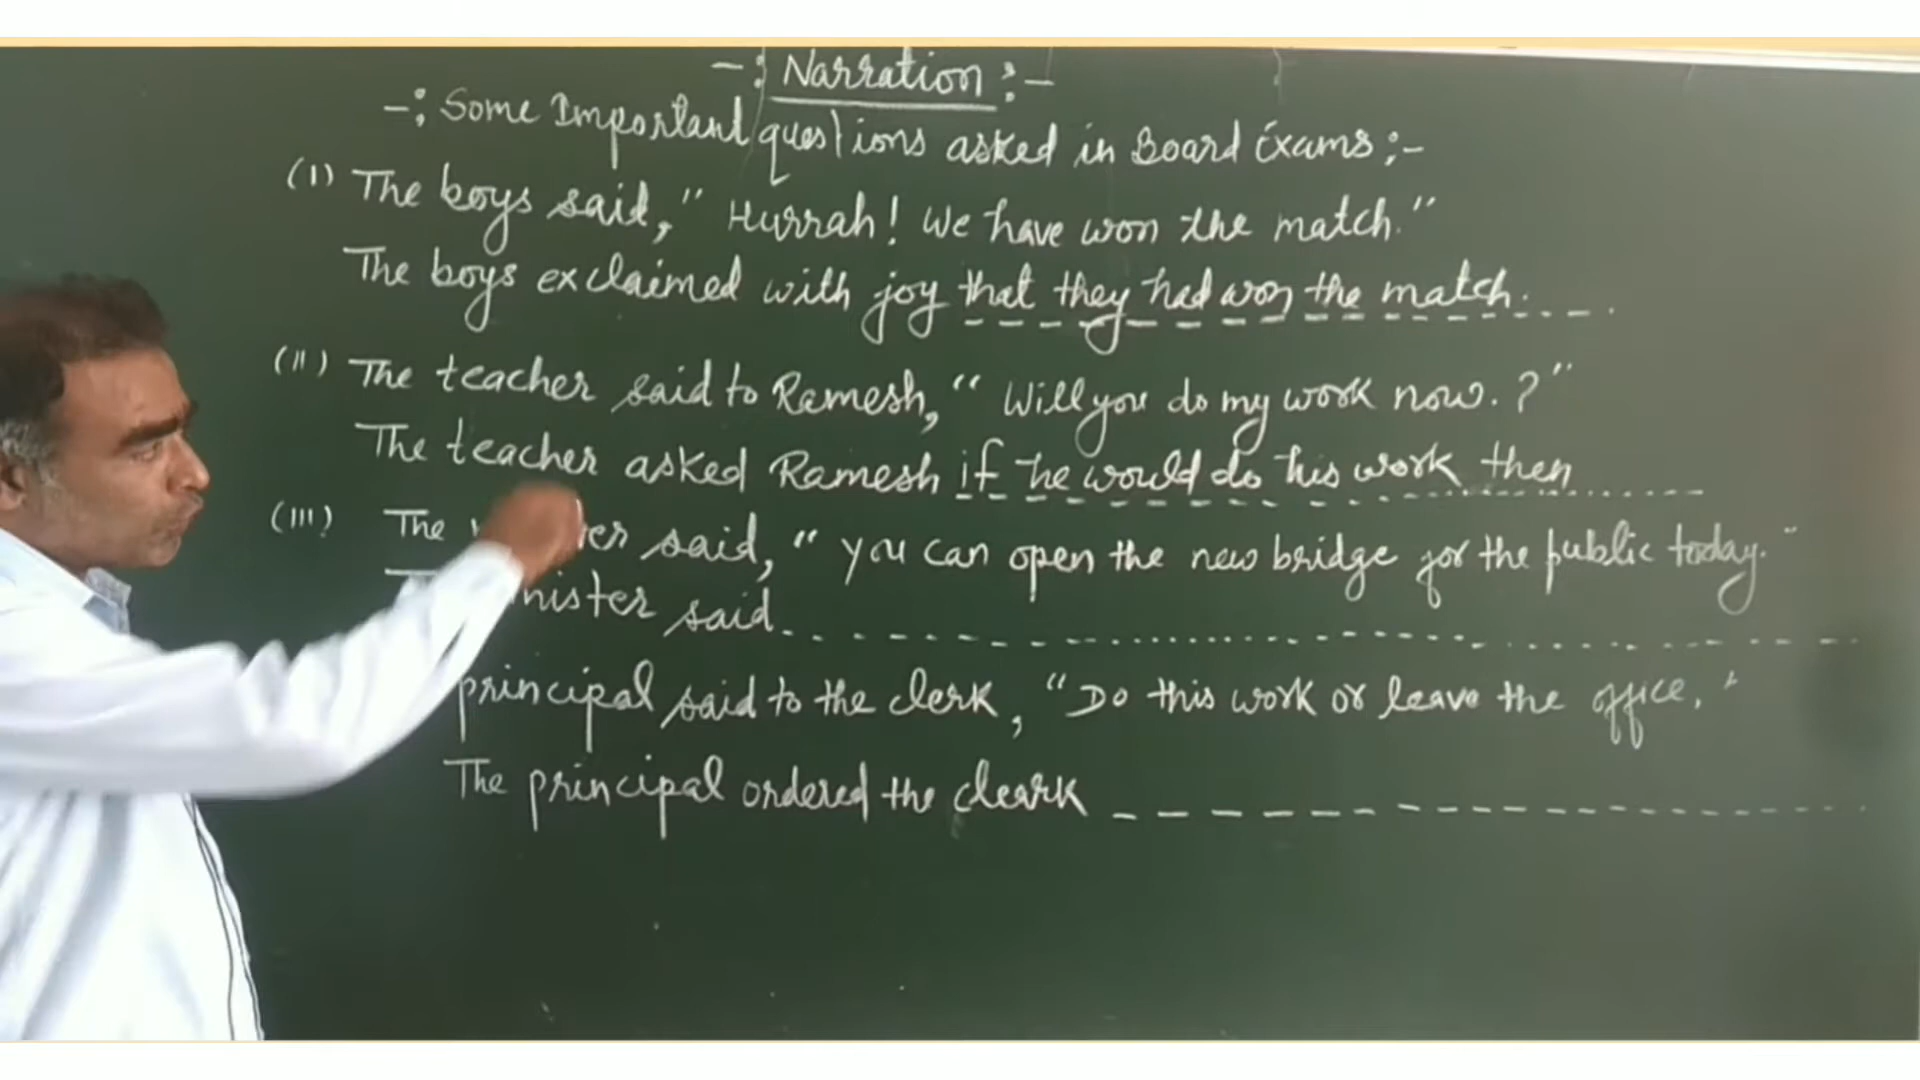 -: Narration :-
-: Some Important questions asked in Board Exams :-
(I) The boys said, " Hurrah! We have won the match."
The boys exclaimed with joy that they had won the match.
(II) The teacher said to Ramesh, " Will you do my work now.?"
The teacher asked Ramesh if he would do his work then
(III) The said, " you can open the new bridge for the public today."
said
principal said to the clerk, "Do this work or leave the office."
The principal ordered the cleark